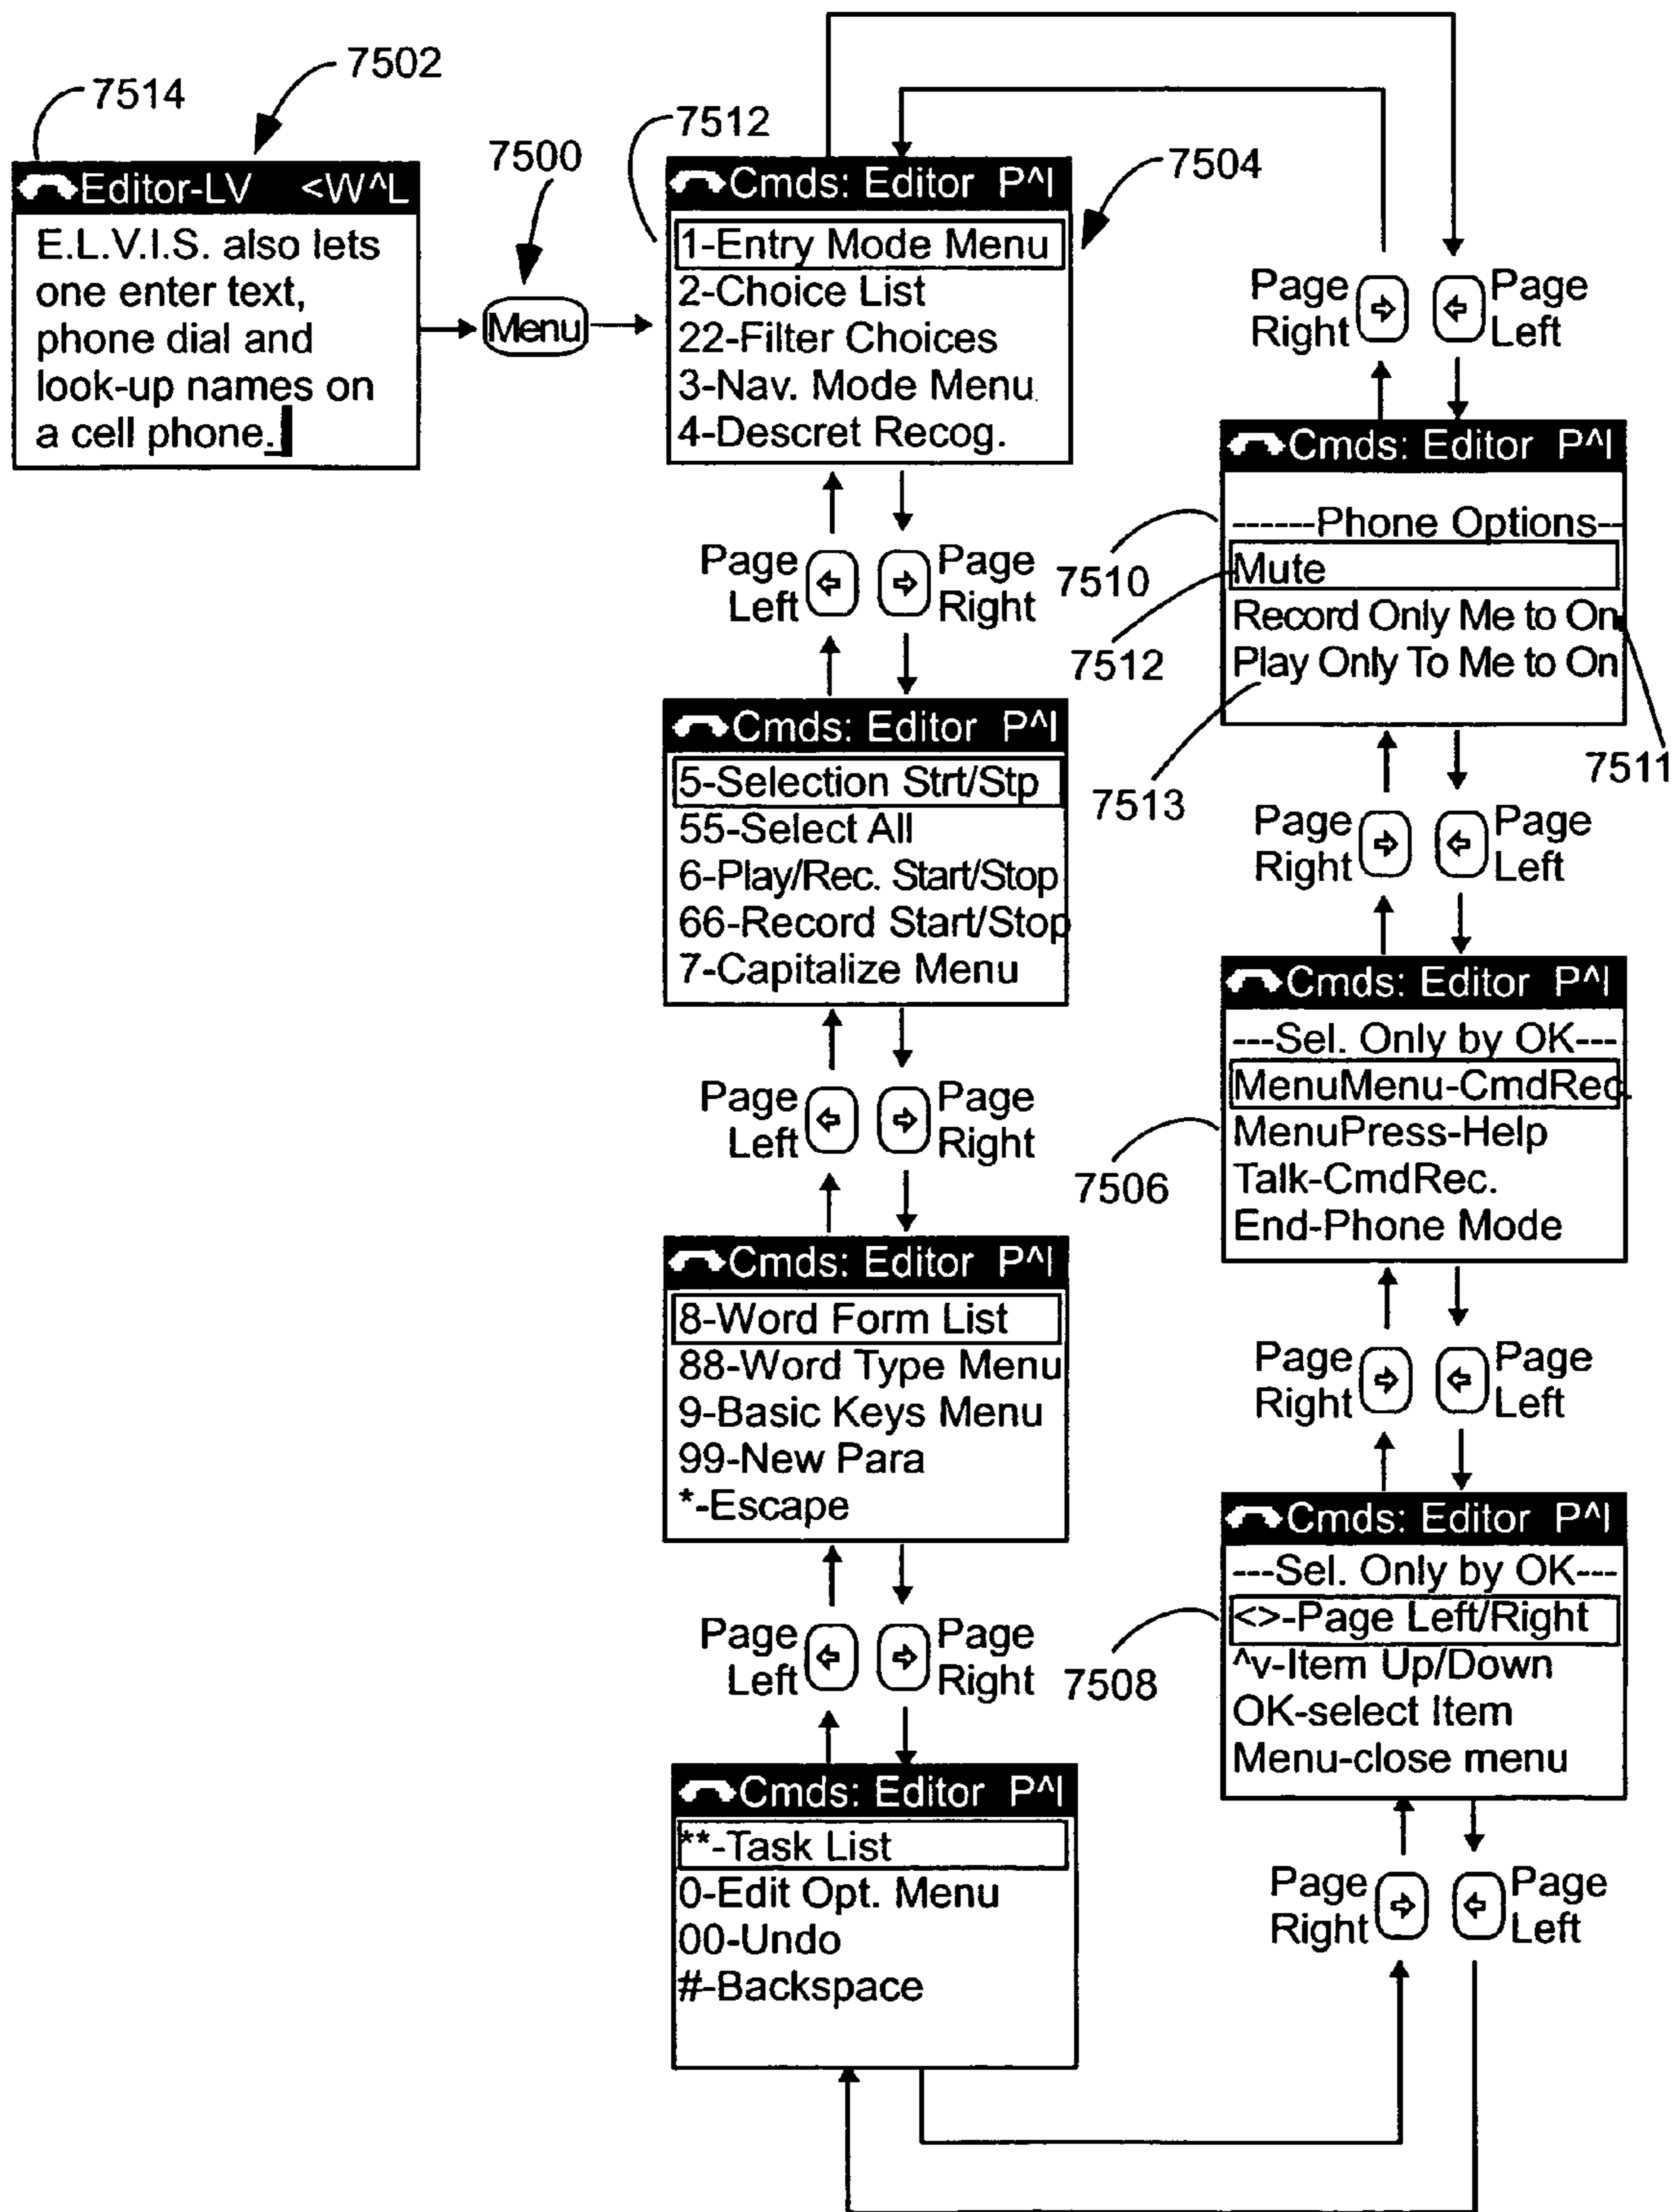 7514
7502
Editor-LV <W^L
E.L.V.I.S. also lets
one enter text,
phone dial and
look-up names on
a cell phone.
7500
Menu
7512
7504
Cmds: Editor P^l
1-Entry Mode Menu
2-Choice List
22-Filter Choices
3-Nav. Mode Menu
4-Descret Recog.
Page
Left
Page
Right
Cmds: Editor P^l
5-Selection Strt/Stp
55-Select All
6-Play/Rec. Start/Stop
66-Record Start/Stop
7-Capitalize Menu
Page
Left
Page
Right
Cmds: Editor P^l
8-Word Form List
88-Word Type Menu
9-Basic Keys Menu
99-New Para
*-Escape
Page
Left
Page
Right
Cmds: Editor P^l
**-Task List
0-Edit Opt. Menu
00-Undo
#-Backspace
Page
Right
Page
Left
Cmds: Editor P^l
------Phone Options--
Mute
Record Only Me to On
Play Only To Me to On
7510
7512
7513
7511
Page
Right
Page
Left
Cmds: Editor P^l
---Sel. Only by OK---
MenuMenu-CmdRec.
MenuPress-Help
Talk-CmdRec.
End-Phone Mode
7506
Page
Right
Page
Left
Cmds: Editor P^l
---Sel. Only by OK---
<>-Page Left/Right
^v-Item Up/Down
OK-select Item
Menu-close menu
7508
Page
Right
Page
Left